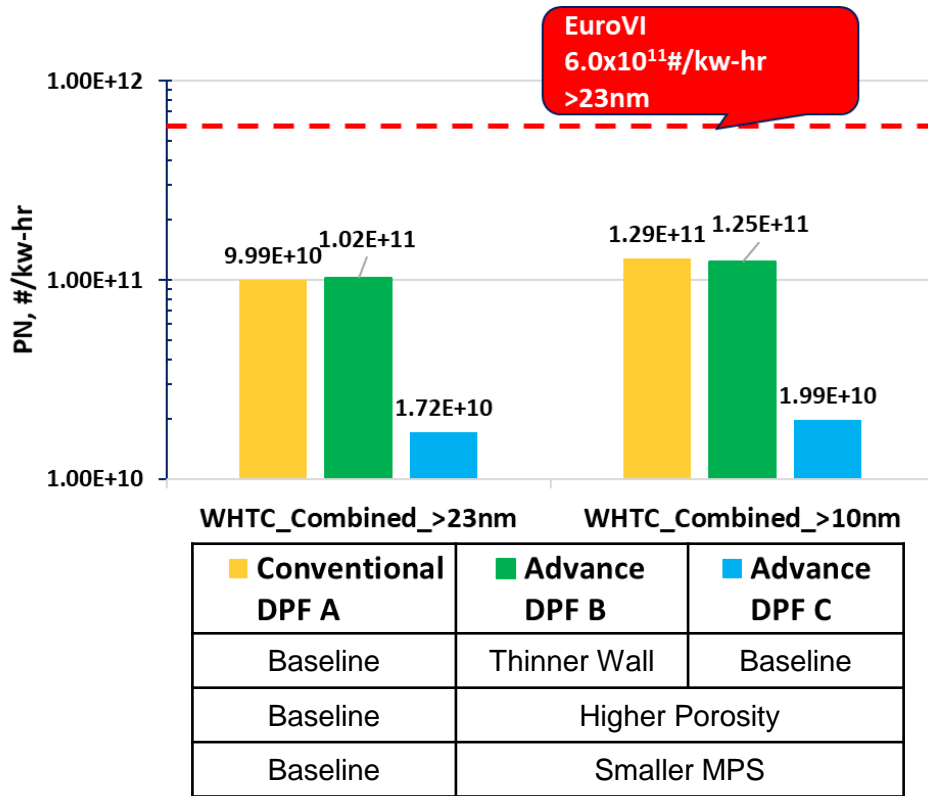 EuroVI
6.0x10¹¹#/kw-hr
>23nm
1.00E+12
PN, #/kw-hr
1.29E+11
1.25E+11
9.99E+10
1.02E+11
1.00E+11
1.72E+10
1.99E+10
1.00E+10
WHTC_Combined_>23nm
WHTC_Combined_>10nm
Conventional DPF A
Advance DPF B
Advance DPF C
Baseline
Thinner Wall
Baseline
Baseline
Higher Porosity
Baseline
Smaller MPS